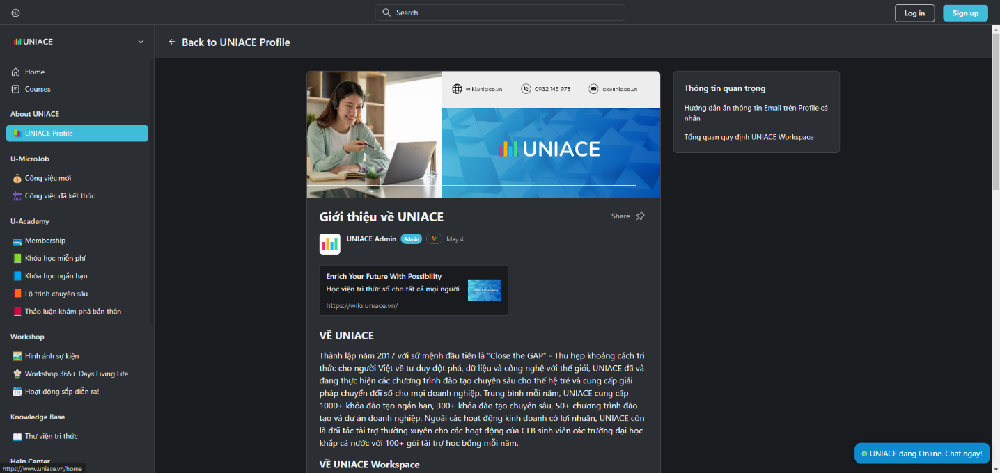 Search
Log in
Sign up
UNIACE
Back to UNIACE Profile
Home
Courses
About UNIACE
UNIACE Profile
U-MicroJob
Công việc mới
END
Công việc đã kết thúc
U-Academy
Membership
Khóa học miễn phí
Khóa học ngắn hạn
Lộ trình chuyên sâu
Thảo luận khám phá bản thân
Workshop
Hình ảnh sự kiện
Workshop 365+ Days Living Life
Hoạt động sắp diễn ra!
Knowledge Base
Thư viện tri thức
Help Center
https://www.uniace.vn/home
wiki.uniace.vn
0932 145 978
cx@uniace.vn
UNIACE
Giới thiệu về UNIACE
Share
UNIACE Admin Admin May 4
Enrich Your Future With Possibility
Học viện tri thức số cho tất cả mọi người
https://wiki.uniace.vn/
VỀ UNIACE
Thành lập năm 2017 với sứ mệnh đầu tiên là “Close the GAP” - Thu hẹp khoảng cách tri
thức cho người Việt về tư duy đột phá, dữ liệu và công nghệ với thế giới, UNIACE đã và
đang thực hiện các chương trình đào tạo chuyên sâu cho thế hệ trẻ và cung cấp giải
pháp chuyển đổi số cho mọi doanh nghiệp. Trung bình mỗi năm, UNIACE cung cấp
1000+ khóa đào tạo ngắn hạn, 300+ khóa đào tạo chuyên sâu, 50+ chương trình đào
tạo và dự án doanh nghiệp. Ngoài các hoạt động kinh doanh có lợi nhuận, UNIACE còn
là đối tác tài trợ thường xuyên cho các hoạt động của CLB sinh viên các trường đại học
khắp cả nước với 100+ gói tài trợ học bổng mỗi năm.
VỀ UNIACE Workspace
Thông tin quan trọng
Hướng dẫn ẩn thông tin Email trên Profile cá
nhân
Tổng quan quy định UNIACE Workspace
UNIACE đang Online. Chat ngay!